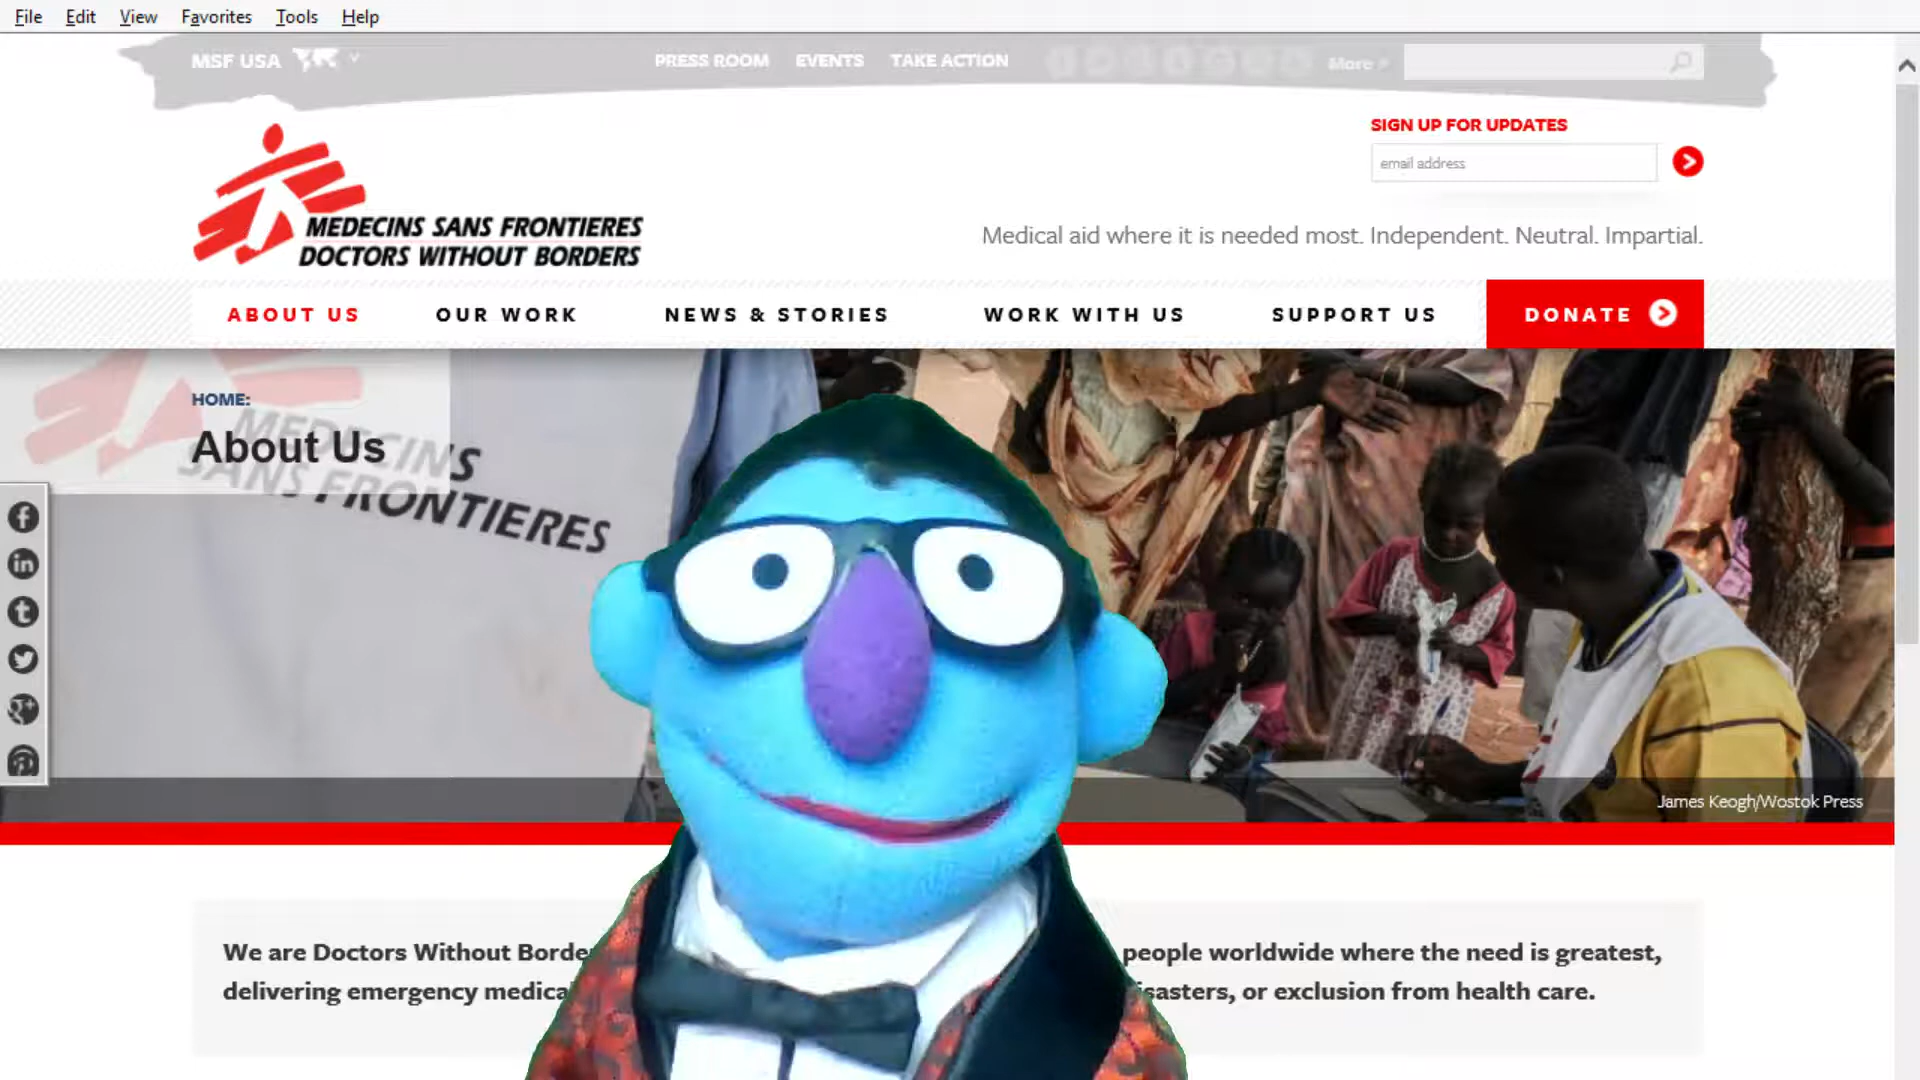 File Edit View Favorites Tools Help
MSF USA PRESS ROOM EVENTS TAKE ACTION More
SIGN UP FOR UPDATES
email address
MEDECINS SANS FRONTIERES
DOCTORS WITHOUT BORDERS
Medical aid where it is needed most. Independent. Neutral. Impartial.
ABOUT US OUR WORK NEWS & STORIES WORK WITH US SUPPORT US DONATE
HOME:
About Us
MEDECINS
SANS FRONTIERES
James Keogh/Wostok Press
We are Doctors Without Borde people worldwide where the need is greatest,
delivering emergency medica isasters, or exclusion from health care.